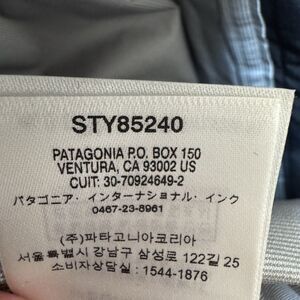 STY85240
PATAGONIA P.O. BOX 150
VENTURA, CA 93002 US
CUIT: 30-70924649-2
パタゴニア・インターナショナル・インク
0467-23-8961
(주)파타고니아코리아
서울특별시 강남구 삼성로 122길 25
소비자상담실 : 1544-1876